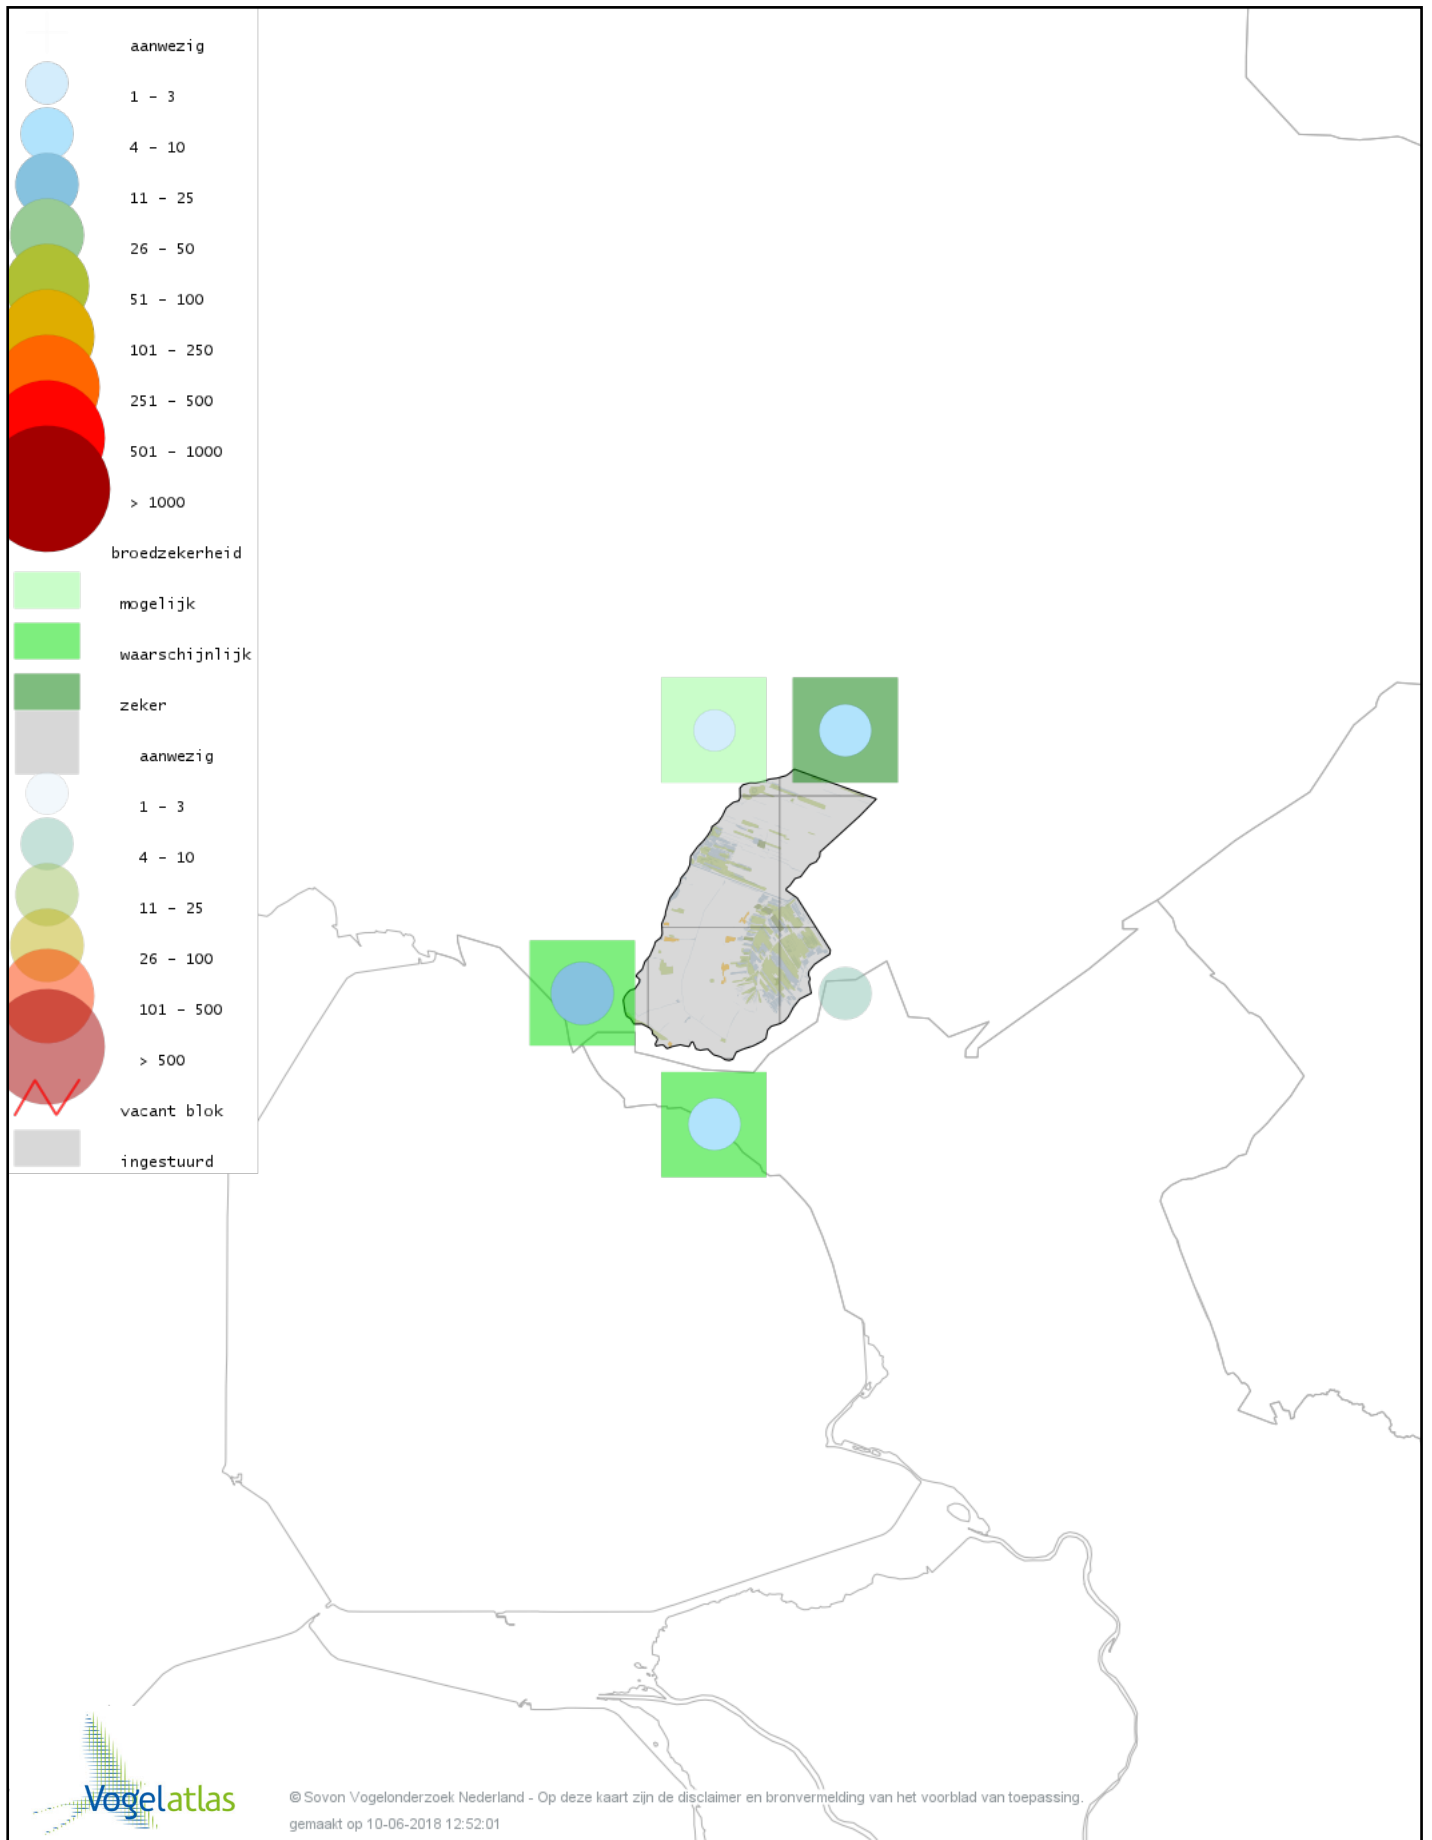 aanwezig
1 - 3
4 - 10
11 - 25
26 - 50
51 - 100
101 - 250
251 - 500
501 - 1000
> 1000
broedzekerheid
mogelijk
waarschijnlijk
zeker
aanwezig
1 - 3
4 - 10
11 - 25
26 - 100
101 - 500
> 500
vacant blok
ingestuurd
Vogelatlas
© Sovon Vogelonderzoek Nederland - Op deze kaart zijn de disclaimer en bronvermelding van het voorblad van toepassing.
gemaakt op 10-06-2018 12:52:01